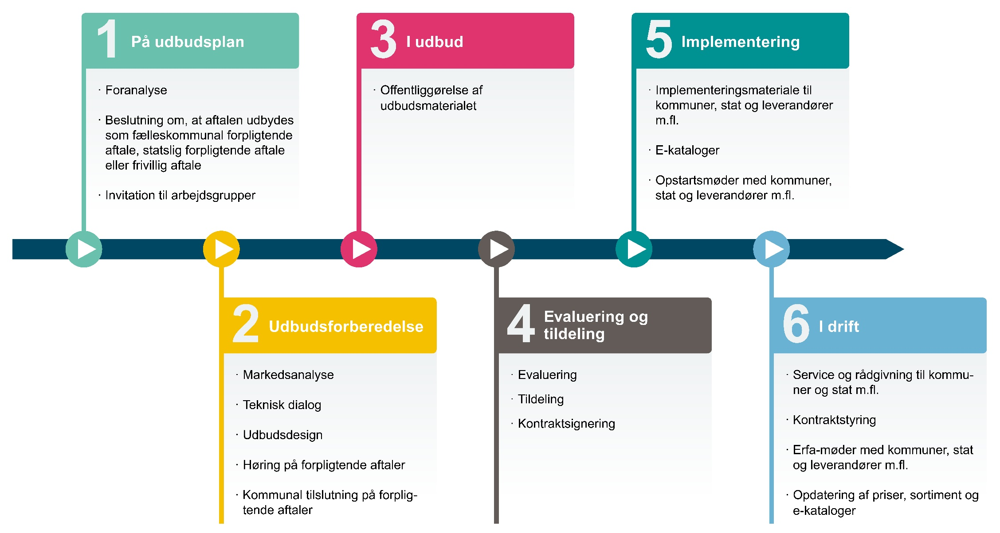 1
På udbudsplan
· Foranalyse
· Beslutning om, at aftalen udbydes
som fælleskommunal forpligtende
aftale, statslig forpligtende aftale
eller frivillig aftale
· Invitation til arbejdsgrupper
2
Udbudsforberedelse
· Markedsanalyse
· Teknisk dialog
· Udbudsdesign
· Høring på forpligtende aftaler
· Kommunal tilslutning på forplig-
tende aftaler
3
I udbud
· Offentliggørelse af
udbudsmaterialet
4
Evaluering og
tildeling
· Evaluering
· Tildeling
· Kontraktsignering
5
Implementering
· Implementeringsmateriale til
kommuner, stat og leverandører
m.fl.
· E-kataloger
· Opstartsmøder med kommuner,
stat og leverandører m.fl.
6
I drift
· Service og rådgivning til kommu-
ner og stat m.fl.
· Kontraktstyring
· Erfa-møder med kommuner, stat
og leverandører m.fl.
· Opdatering af priser, sortiment og
e-kataloger